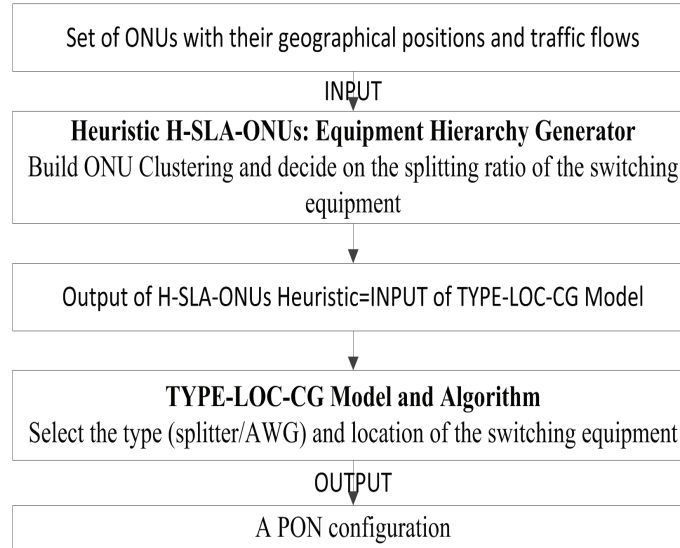 Set of ONUs with their geographical positions and traffic flows
INPUT
Heuristic H-SLA-ONUs: Equipment Hierarchy Generator
Build ONU Clustering and decide on the splitting ratio of the switching
equipment
Output of H-SLA-ONUs Heuristic=INPUT of TYPE-LOC-CG Model
TYPE-LOC-CG Model and Algorithm
Select the type (splitter/AWG) and location of the switching equipment
OUTPUT
A PON configuration